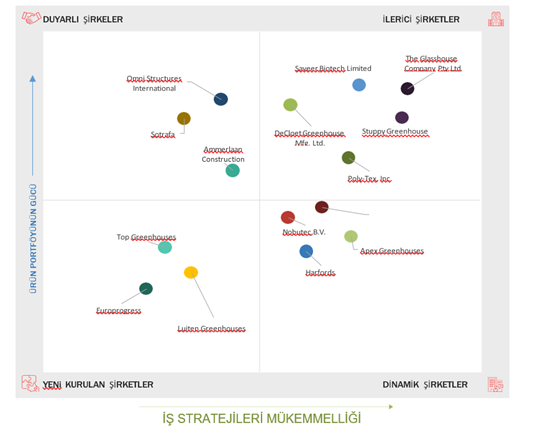 DUYARLI ŞİRKELER
İLERİCİ ŞİRKETLER
The Glasshouse
Company Pty Ltd.
Saveer Biotech Limited
Omni Structures
International
Sotrafa
DeCloet Greenhouse
Mfg. Ltd.
Stuppy Greenhouse
Ammerlaan
Construction
Poly-Tex, Inc.
Nobutec B.V.
Top Greenhouses
Apex Greenhouses
Harfords
Europrogress
Luiten Greenhouses
ÜRÜN PORTFÖYÜNÜN GÜCÜ
YENİ KURULAN ŞİRKETLER
DİNAMİK ŞİRKETLER
İŞ STRATEJİLERİ MÜKEMMELLİĞİ